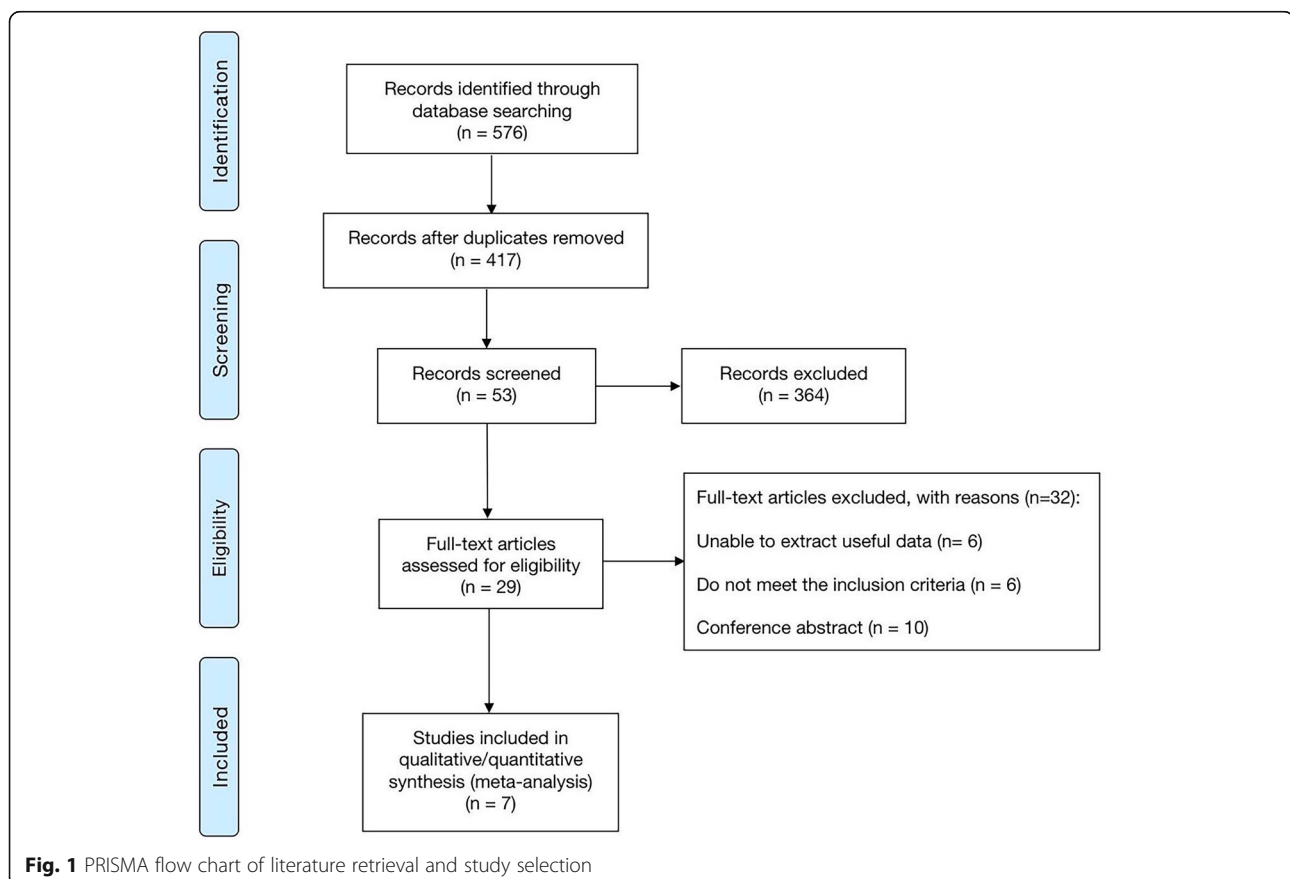 Identification
Records identified through
database searching
(n = 576)
Records after duplicates removed
(n = 417)
Screening
Records screened
(n = 53)
Records excluded
(n = 364)
Eligibility
Full-text articles
assessed for eligibility
(n = 29)
Full-text articles excluded, with reasons (n=32):
Unable to extract useful data (n= 6)
Do not meet the inclusion criteria (n = 6)
Conference abstract (n = 10)
Included
Studies included in
qualitative/quantitative
synthesis (meta-analysis)
(n = 7)
Fig. 1 PRISMA flow chart of literature retrieval and study selection